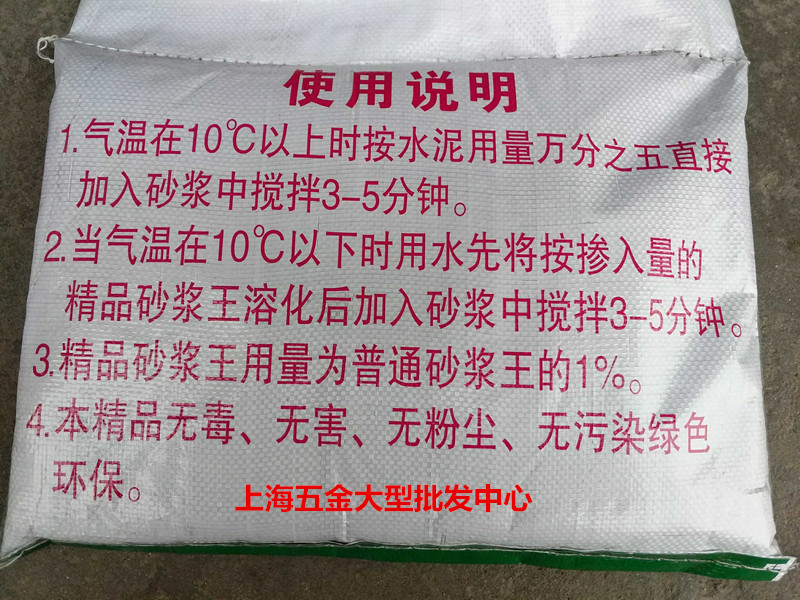 使用说明
1.气温在10℃以上时按水泥用量万分之五直接
加入砂浆中搅拌3-5分钟。
2.当气温在10℃以下时用水先将按掺入量的
精品砂浆王溶化后加入砂浆中搅拌3-5分钟。
3.精品砂浆王用量为普通砂浆王的1%。
4.本精品无毒、无害、无粉尘、无污染绿色
环保。
上海五金大型批发中心